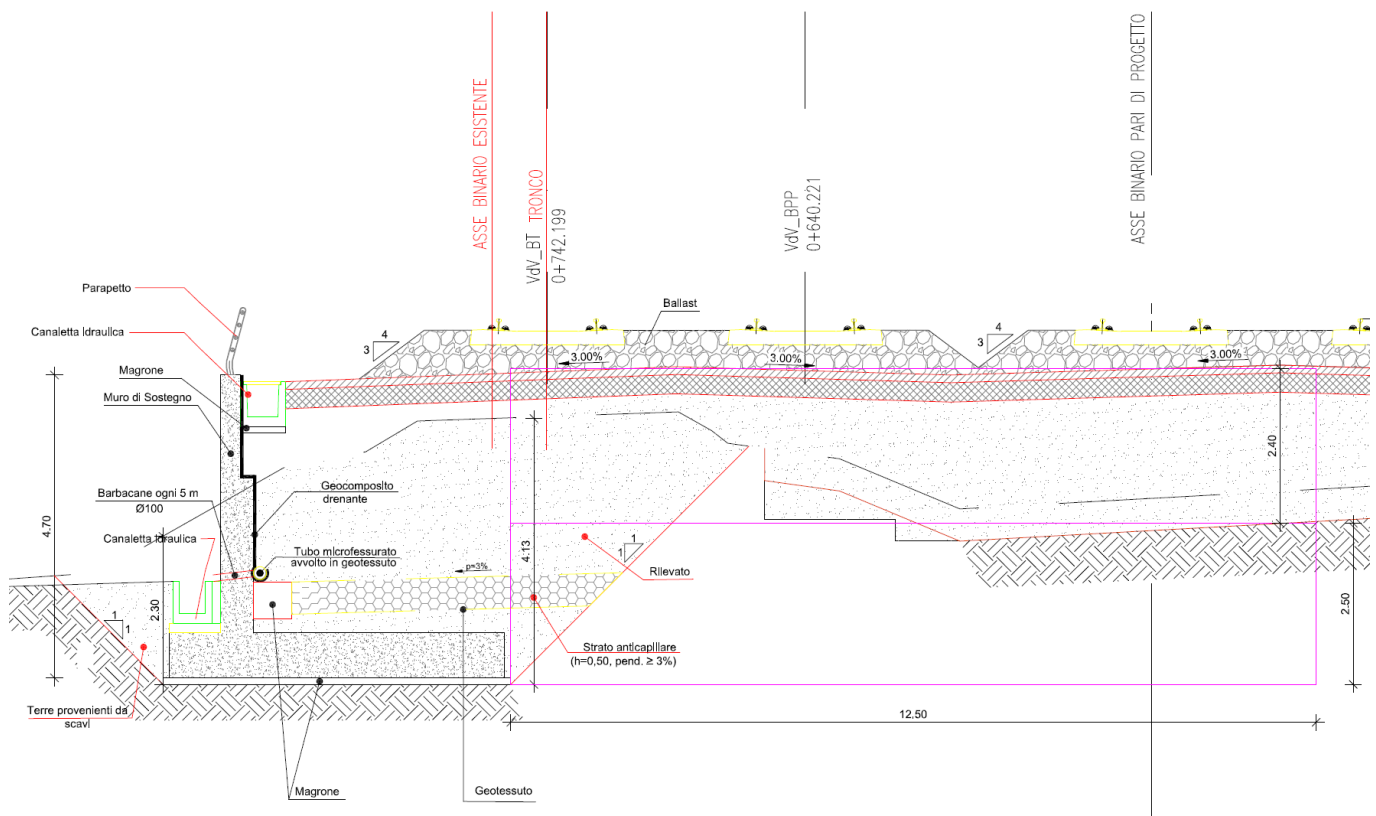 ASSE BINARIO ESISTENTE
VdV_BT TRONCO
0+742.199
VdV_BPP
0+640.221
ASSE BINARIO PARI DI PROGETTO
Parapetto
Canaletta Idraulica
Magrone
Muro di Sostegno
Barbacane ogni 5 m
Ø100
Canaletta Idraulica
Geocomposito
drenante
Tubo microfessurato
avvolto in geotessuto
Ballast
4
3
3.00%
3.00%
4
3
3.00%
2.40
4.70
2.30
4.13
p=3%
1
1
Rilevato
1
1
2.50
Strato anticapillare
(h=0,50, pend. ≥ 3%)
Terre provenienti da
scavi
12.50
Magrone
Geotessuto